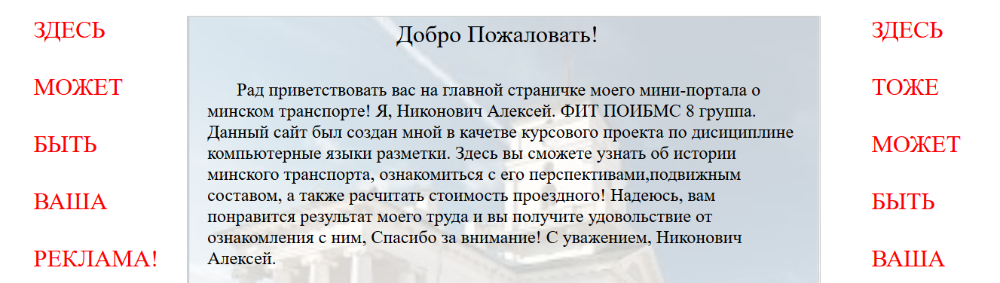 ЗДЕСЬ
МОЖЕТ
БЫТЬ
ВАША
РЕКЛАМА!
Добро Пожаловать!
Рад приветствовать вас на главной страничке моего мини-портала о
минском транспорте! Я, Никонович Алексей. ФИТ ПОИБМС 8 группа.
Данный сайт был создан мной в качетве курсового проекта по дисициплине
компьютерные языки разметки. Здесь вы сможете узнать об истории
минского транспорта, ознакомиться с его перспективами,подвижным
составом, а также расчитать стоимость проездного! Надеюсь, вам
понравится результат моего труда и вы получите удовольствие от
ознакомления с ним, Спасибо за внимание! С уважением, Никонович
Алексей.
ЗДЕСЬ
ТОЖЕ
МОЖЕТ
БЫТЬ
ВАША